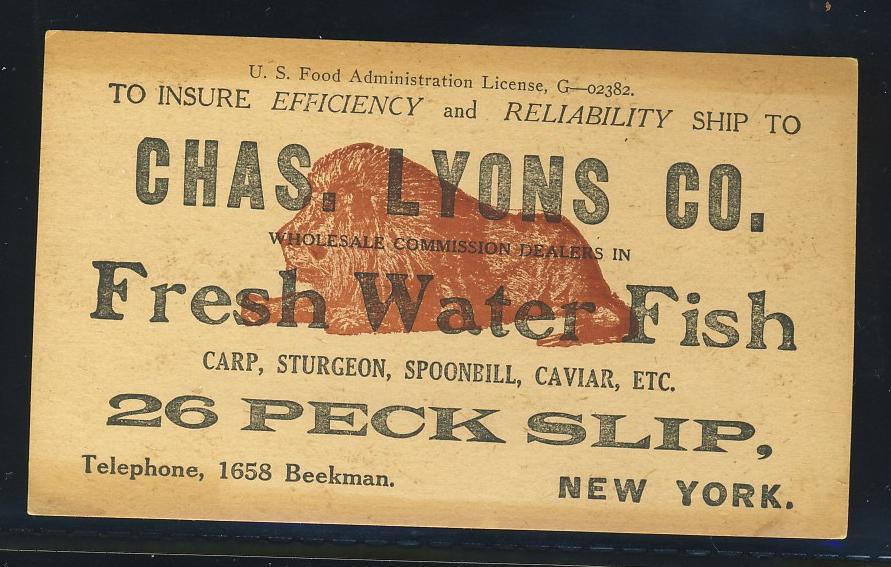 U. S. Food Administration License, G—02382.
TO INSURE EFFICIENCY and RELIABILITY SHIP TO
CHAS. LYONS CO.
WHOLESALE COMMISSION DEALERS IN
Fresh Water Fish
CARP, STURGEON, SPOONBILL, CAVIAR, ETC.
26 PECK SLIP,
Telephone, 1658 Beekman.
NEW YORK.